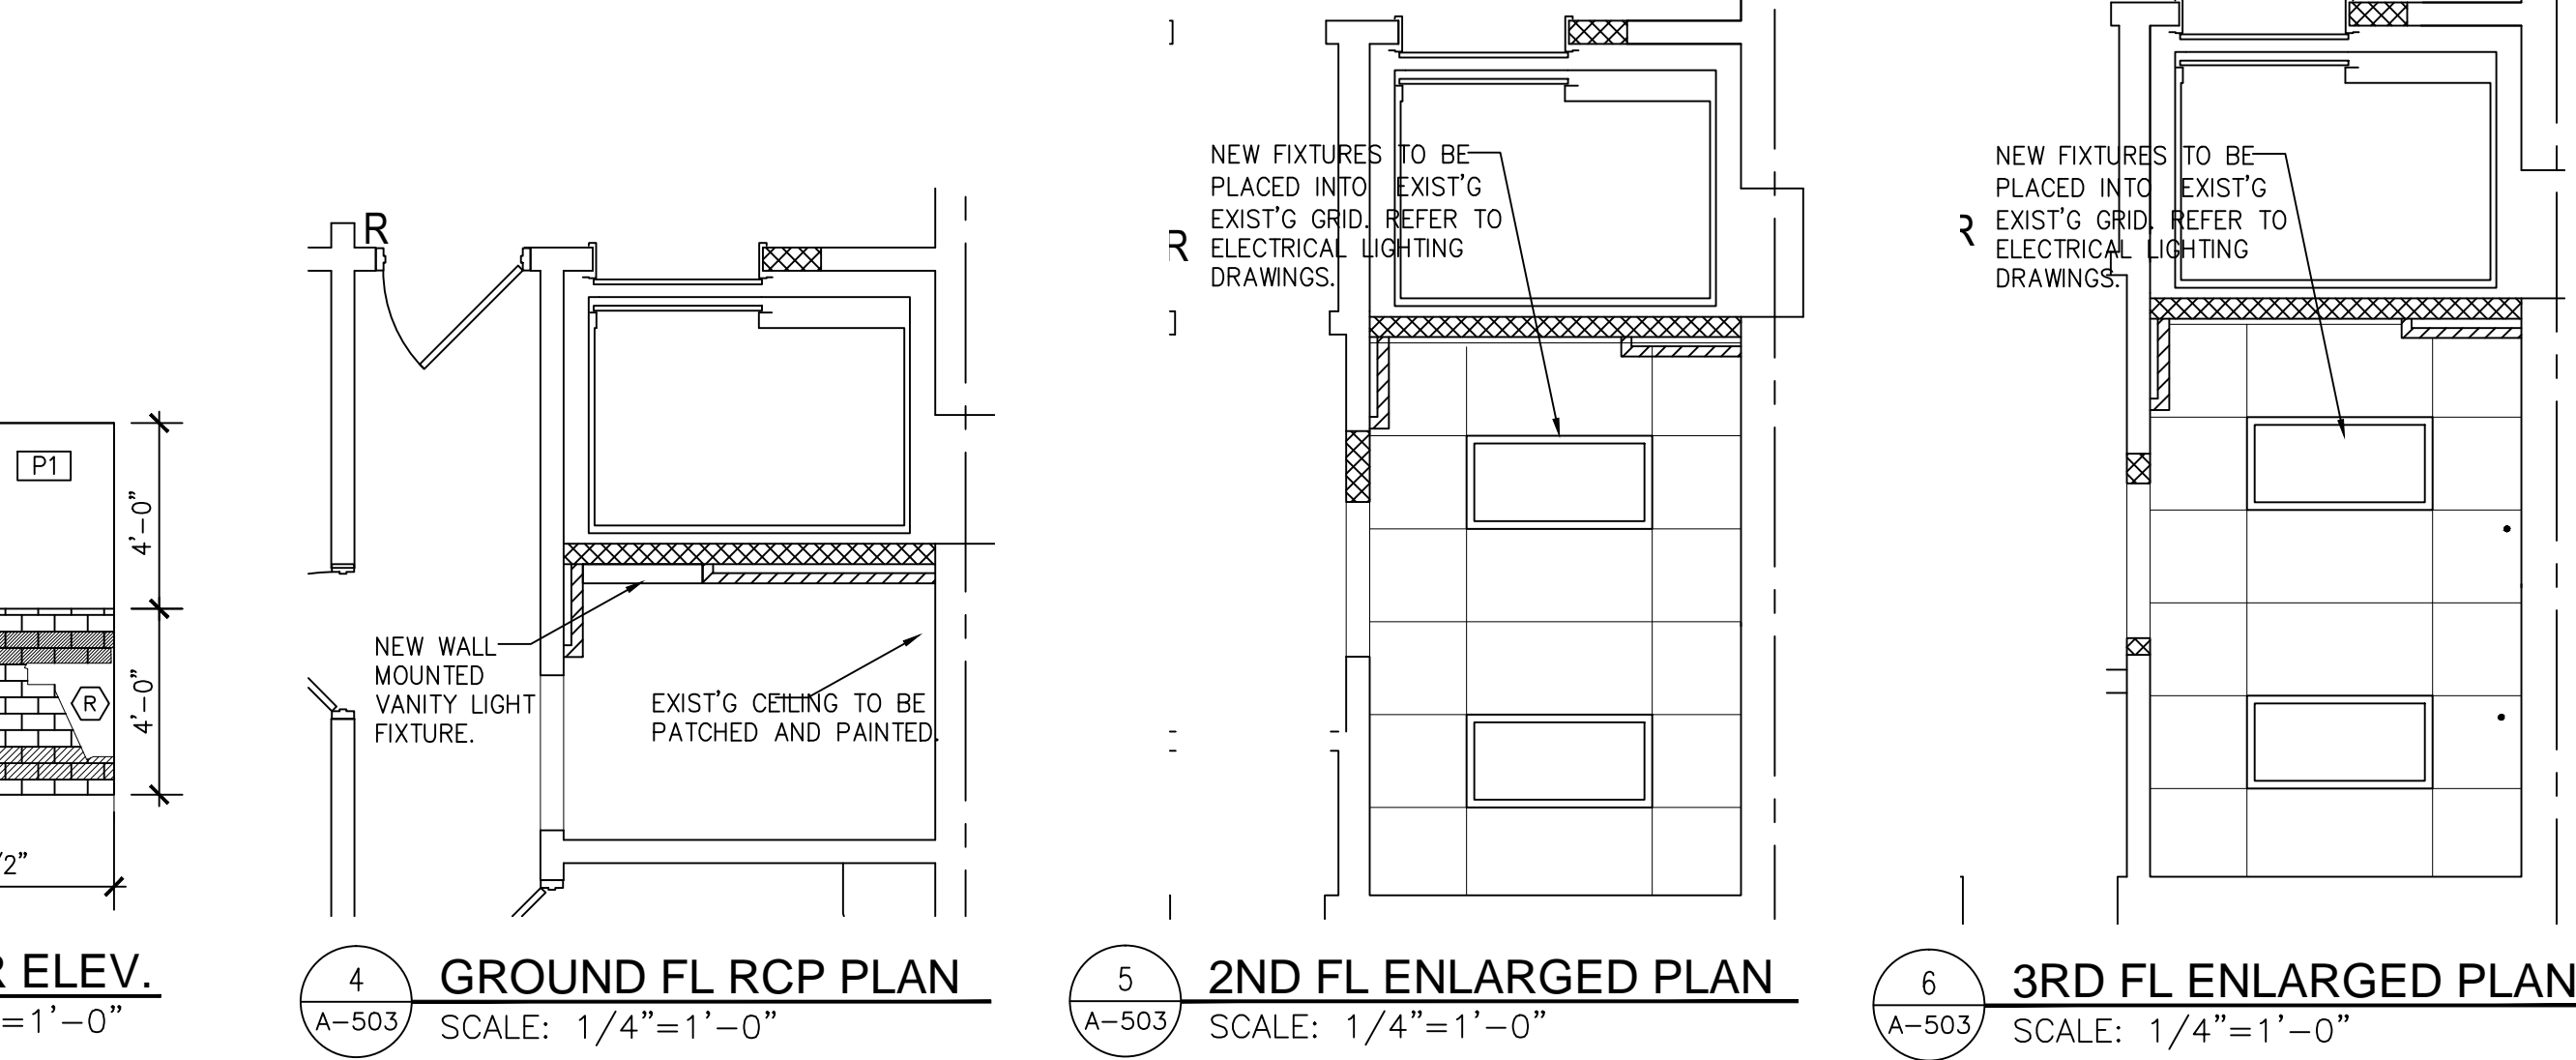 P1
4'-0"
4'-0"
R
/2"
R ELEV.
=1'-0"
R
NEW WALL
MOUNTED
VANITY LIGHT
FIXTURE.
EXIST'G CEILING TO BE
PATCHED AND PAINTED.
4
A-503
GROUND FL RCP PLAN
SCALE: 1/4"=1'-0"
R
NEW FIXTURES TO BE
PLACED INTO EXIST'G
EXIST'G GRID. REFER TO
ELECTRICAL LIGHTING
DRAWINGS.
5
A-503
2ND FL ENLARGED PLAN
SCALE: 1/4"=1'-0"
R
NEW FIXTURES TO BE
PLACED INTO EXIST'G
EXIST'G GRID. REFER TO
ELECTRICAL LIGHTING
DRAWINGS.
6
A-503
3RD FL ENLARGED PLAN
SCALE: 1/4"=1'-0"